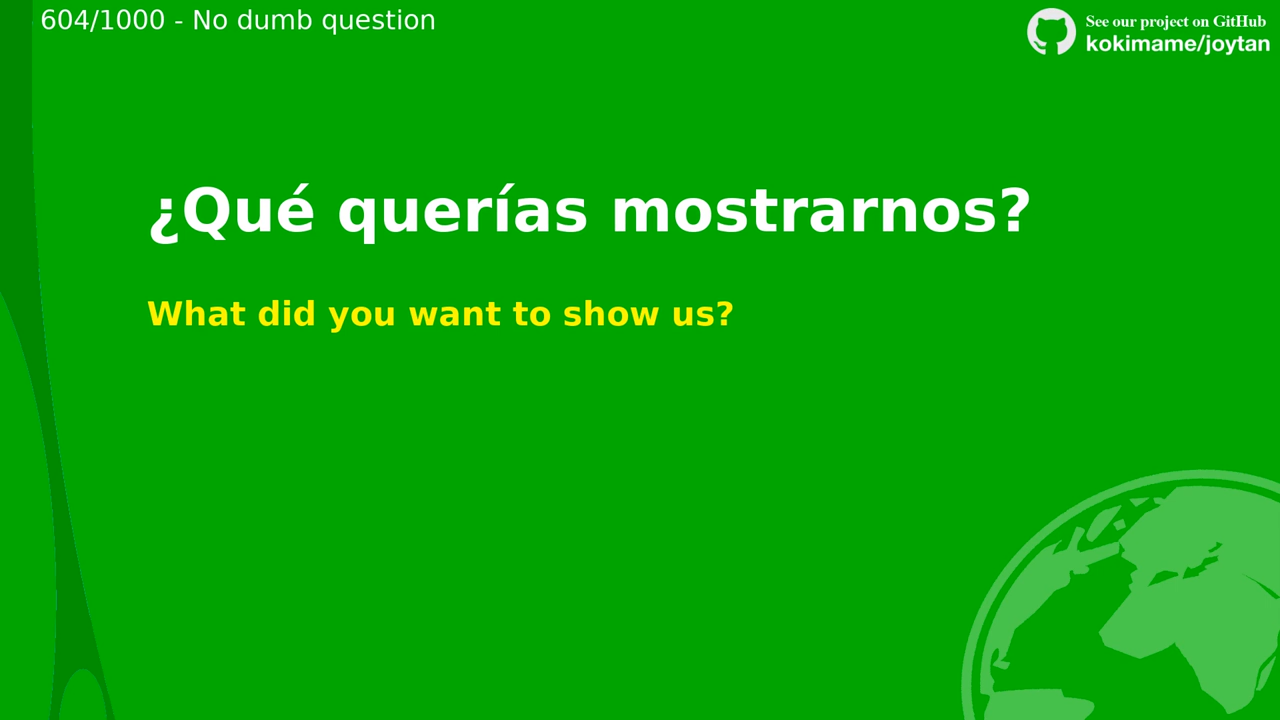 604/1000 - No dumb question
See our project on GitHub
kokimame/joytan
¿Qué querías mostrarnos?
What did you want to show us?